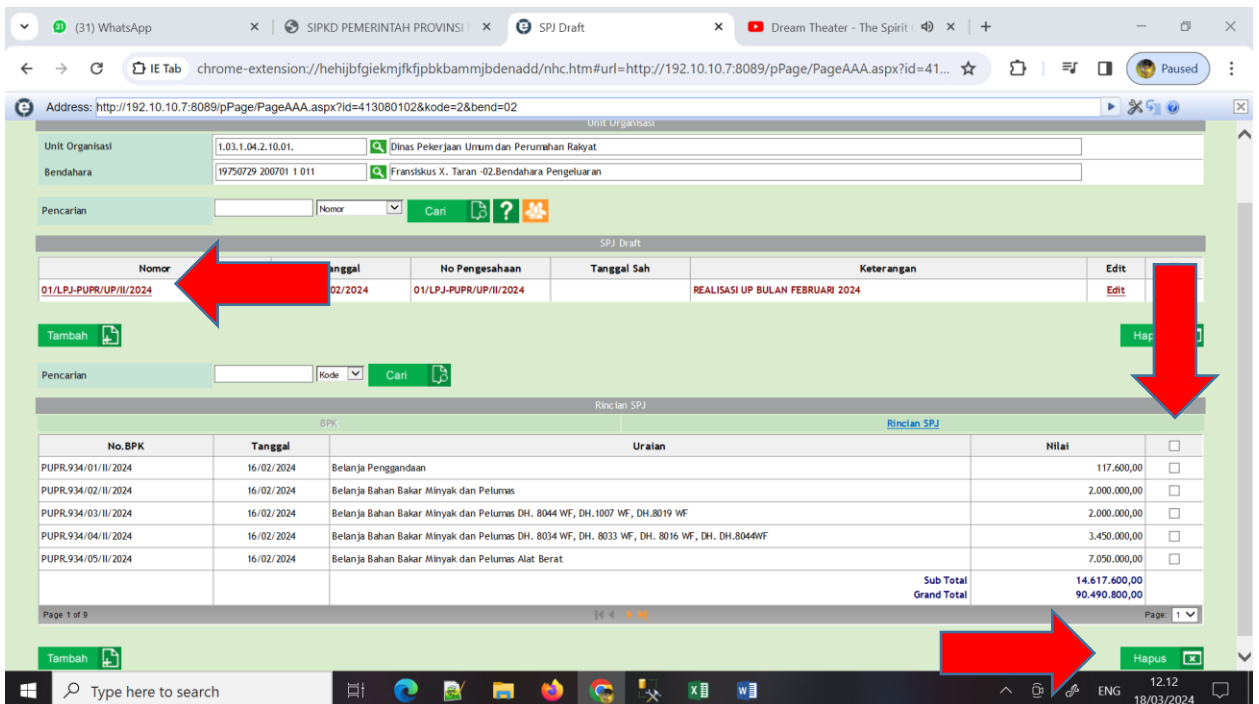 31 (31) WhatsApp × SIPKD PEMERINTAH PROVINSI × SPJ Draft × Dream Theater - The Spirit × +
IE Tab chrome-extension://hehijbfgiekmjfkfjpbkbammjbdenadd/nhc.htm#url=http://192.10.10.7:8089/pPage/PageAAA.aspx?id=41... Paused
Address: http://192.10.10.7:8089/pPage/PageAAA.aspx?id=413080102&kode=2&bend=02
Unit Organisasi
Unit Organisasi 1.03.1.04.2.10.01. Dinas Pekerjaan Umum dan Perumahan Rakyat
Bendahara 19750729 200701 1 011 Fransiskus X. Taran -02.Bendahara Pengeluaran
Pencarian Nomor Cari ?
SPJ Draft
Nomor anggal No Pengesahaan Tanggal Sah Keterangan Edit
01/LPJ-PUPR/UP/II/2024 02/2024 01/LPJ-PUPR/UP/II/2024 REALISASI UP BULAN FEBRUARI 2024 Edit
Tambah Hap
Pencarian Kode Cari
Rincian SPJ
BPK Rincian SPJ
No.BPK Tanggal Uraian Nilai
PUPR.934/01/II/2024 16/02/2024 Belanja Penggandaan 117.600,00
PUPR.934/02/II/2024 16/02/2024 Belanja Bahan Bakar Minyak dan Pelumas 2.000.000,00
PUPR.934/03/II/2024 16/02/2024 Belanja Bahan Bakar Minyak dan Pelumas DH. 8044 WF, DH.1007 WF, DH.8019 WF 2.000.000,00
PUPR.934/04/II/2024 16/02/2024 Belanja Bahan Bakar Minyak dan Pelumas DH. 8034 WF, DH. 8033 WF, DH. 8016 WF, DH. DH.8044WF 3.450.000,00
PUPR.934/05/II/2024 16/02/2024 Belanja Bahan Bakar Minyak dan Pelumas Alat Berat 7.050.000,00
Sub Total 14.617.600,00
Grand Total 90.490.800,00
Page 1 of 9 Page: 1
Tambah Hapus
Type here to search ENG 12.12
18/03/2024